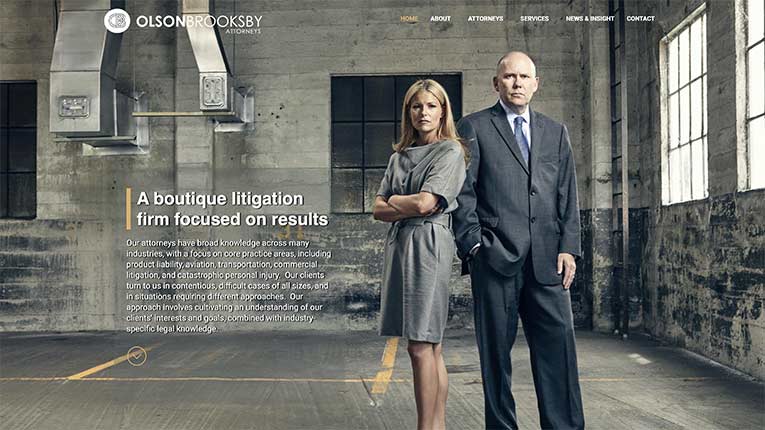 OLSONBROOKSBY
ATTORNEYS
HOME ABOUT ATTORNEYS SERVICES NEWS & INSIGHT CONTACT
A boutique litigation
firm focused on results
Our attorneys have broad knowledge across many
industries, with a focus on core practice areas, including
product liability, aviation, transportation, commercial
litigation, and catastrophic personal injury. Our clients
turn to us in contentious, difficult cases of all sizes, and
in situations requiring different approaches. Our
approach involves cultivating an understanding of our
clients' interests and goals, combined with industry-
specific legal knowledge.